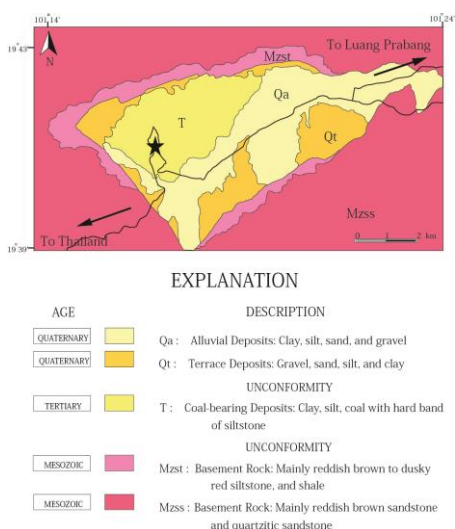 101 14
101 24
19 43
N
Mzst
To Luang Prabang
Qa
T
Qt
Mzss
19 39
To Thailand
0 1 2 km
EXPLANATION
AGE DESCRIPTION
QUATERNARY Qa : Alluvial Deposits: Clay, silt, sand, and gravel
QUATERNARY Qt : Terrace Deposits: Gravel, sand, silt, and clay
UNCONFORMITY
TERTIARY T : Coal-bearing Deposits: Clay, silt, coal with hard band
of siltstone
UNCONFORMITY
MESOZOIC Mzst : Basement Rock: Mainly reddish brown to dusky
red siltstone, and shale
MESOZOIC Mzss : Basement Rock: Mainly reddish brown sandstone
and quartzitic sandstone